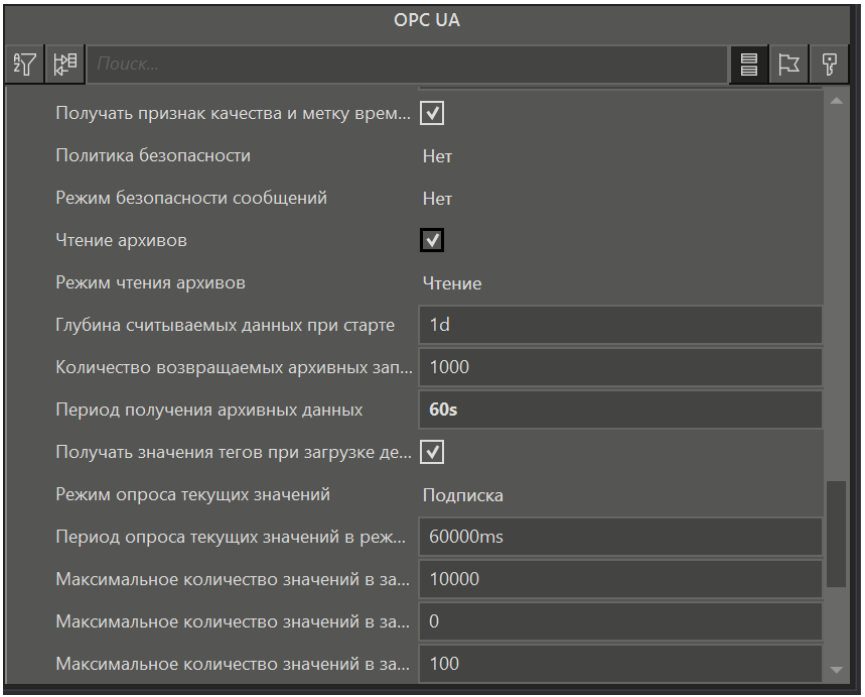 OPC UA
Поиск...
Получать признак качества и метку врем...
Политика безопасности Нет
Режим безопасности сообщений Нет
Чтение архивов
Режим чтения архивов Чтение
Глубина считываемых данных при старте 1d
Количество возвращаемых архивных зап... 1000
Период получения архивных данных 60s
Получать значения тегов при загрузке де...
Режим опроса текущих значений Подписка
Период опроса текущих значений в реж... 60000ms
Максимальное количество значений в за... 10000
Максимальное количество значений в за... 0
Максимальное количество значений в за... 100